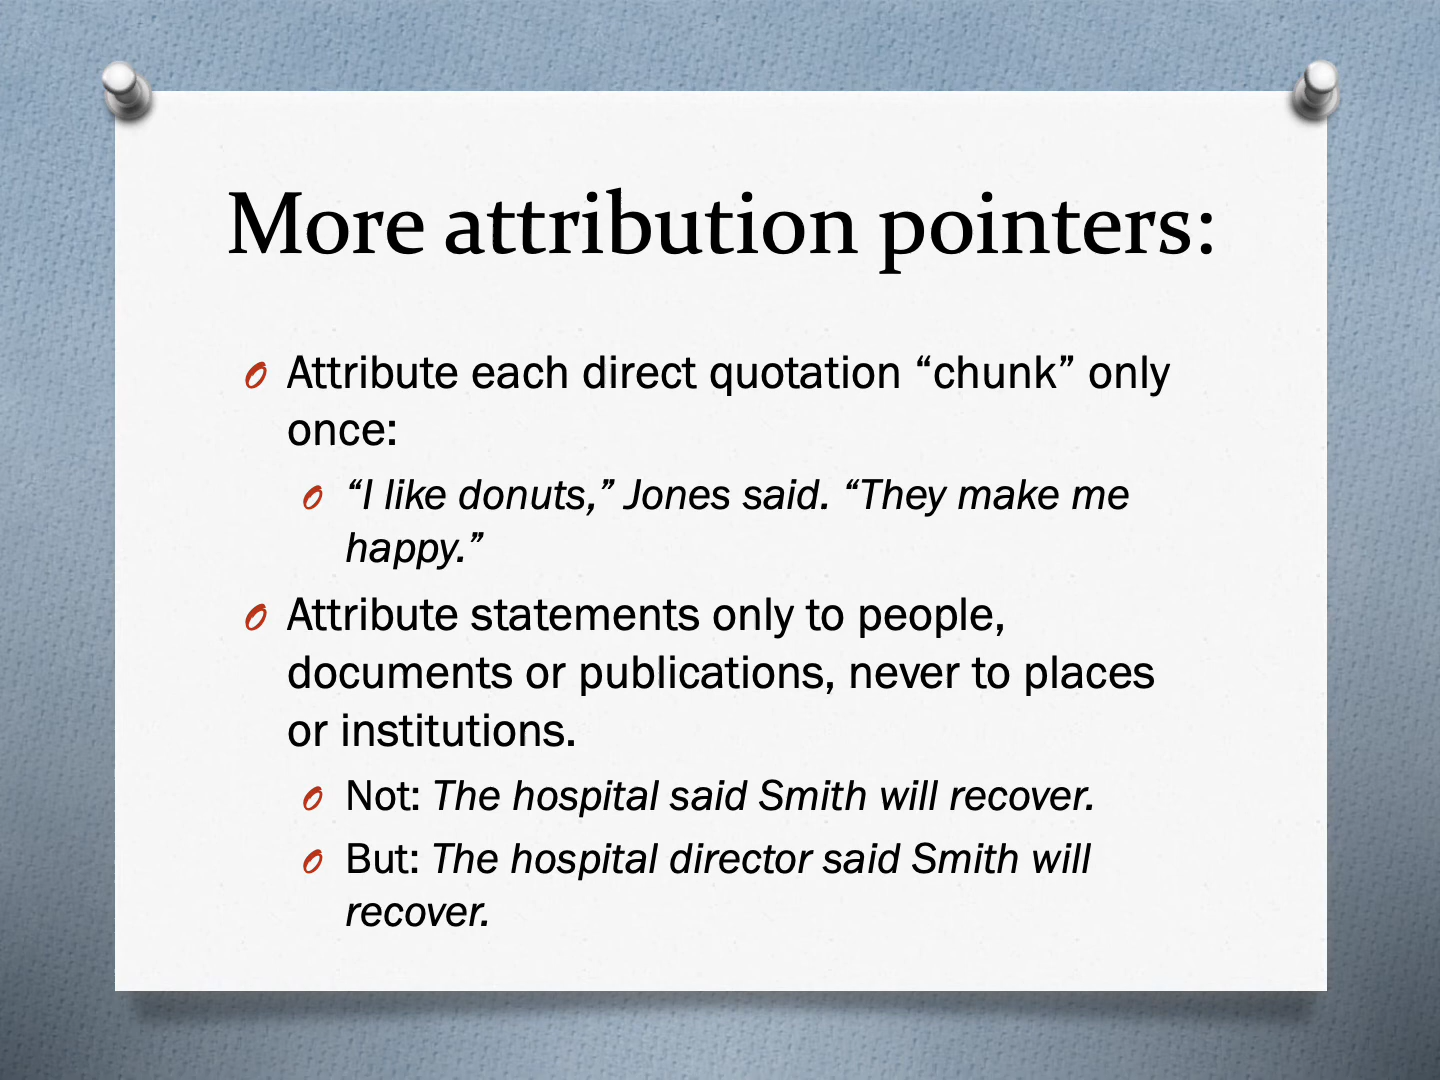 More attribution pointers:
Attribute each direct quotation “chunk” only
once:
“I like donuts,” Jones said. “They make me
happy.”
Attribute statements only to people,
documents or publications, never to places
or institutions.
Not: The hospital said Smith will recover.
But: The hospital director said Smith will
recover.